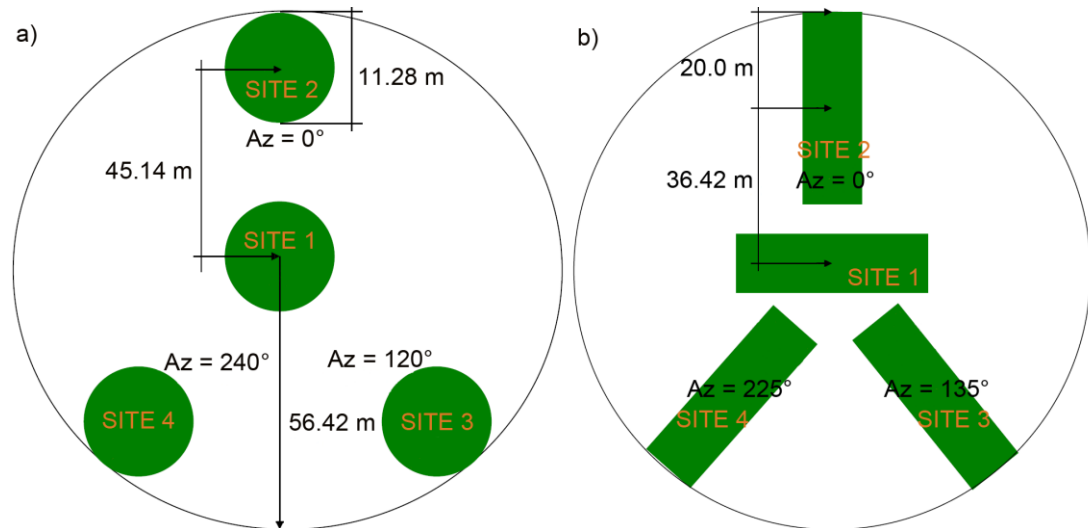 a)
SITE 2
11.28 m
Az = 0°
45.14 m
SITE 1
Az = 240°
Az = 120°
SITE 4
56.42 m
SITE 3
b)
20.0 m
SITE 2
36.42 m
Az = 0°
SITE 1
Az = 225°
Az = 135°
SITE 4
SITE 3